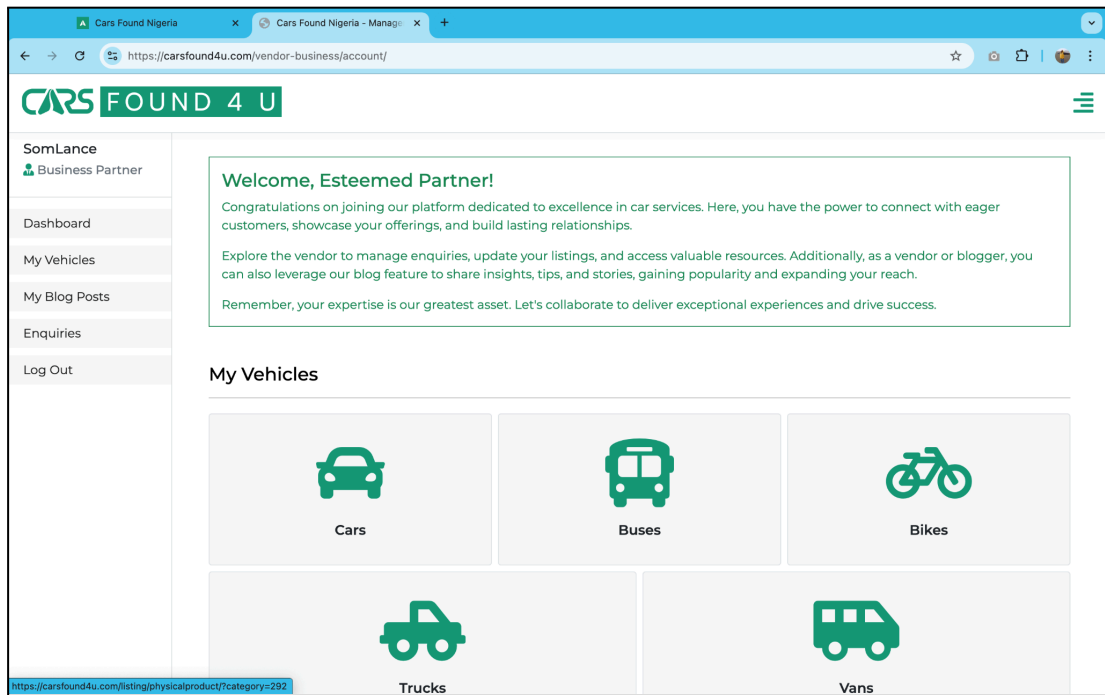 Cars Found Nigeria
Cars Found Nigeria - Manage
https://carsfound4u.com/vendor-business/account/
CARS FOUND 4 U
SomLance
Business Partner
Dashboard
My Vehicles
My Blog Posts
Enquiries
Log Out
Welcome, Esteemed Partner!
Congratulations on joining our platform dedicated to excellence in car services. Here, you have the power to connect with eager
customers, showcase your offerings, and build lasting relationships.
Explore the vendor to manage enquiries, update your listings, and access valuable resources. Additionally, as a vendor or blogger, you
can also leverage our blog feature to share insights, tips, and stories, gaining popularity and expanding your reach.
Remember, your expertise is our greatest asset. Let's collaborate to deliver exceptional experiences and drive success.
My Vehicles
Cars
Buses
Bikes
Trucks
Vans
https://carsfound4u.com/listing/physicalproduct/?category=292